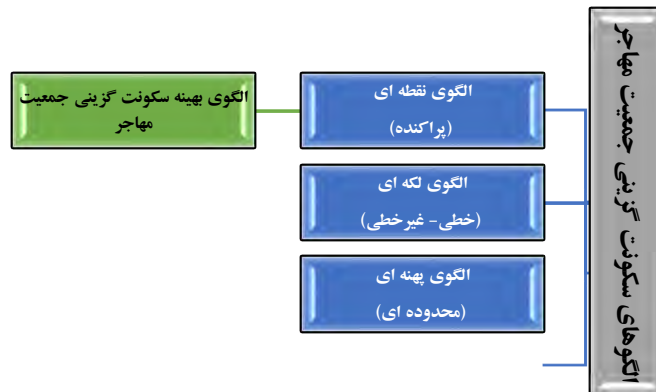 الگوهای سکونت گزینی جمعیت مهاجر
الگوی نقطه ای
(پراکنده)
الگوی بهینه سکونت گزینی جمعیت
مهاجر
الگوی لکه ای
(خطی- غیرخطی)
الگوی پهنه ای
(محدوده ای)